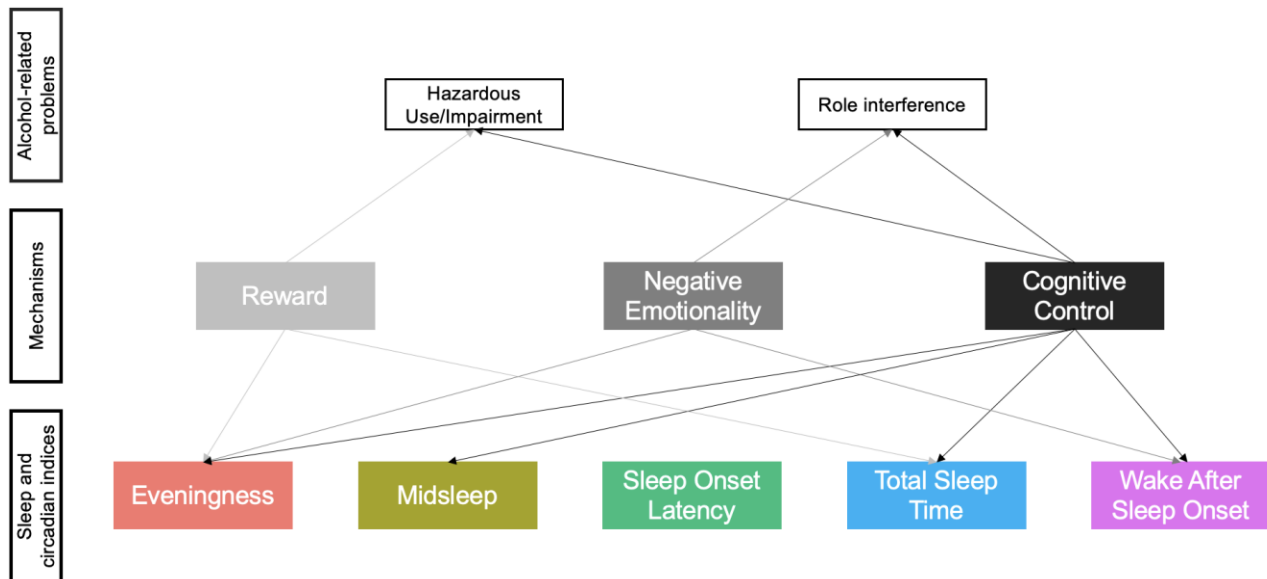 Alcohol-related
problems
Hazardous
Use/Impairment
Role interference
Mechanisms
Reward
Negative
Emotionality
Cognitive
Control
Sleep and
circadian indices
Eveningness
Midsleep
Sleep Onset
Latency
Total Sleep
Time
Wake After
Sleep Onset